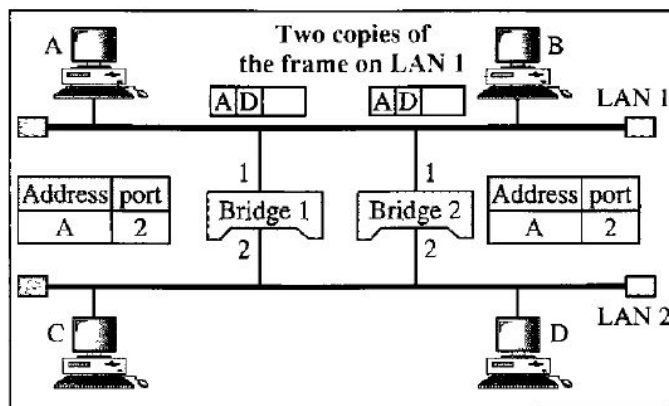 A
Two copies of
the frame on LAN 1
B
A D
A D
LAN 1
Address port
A 2
1
Bridge 1
2
1
Bridge 2
2
Address port
A 2
C
D
LAN 2